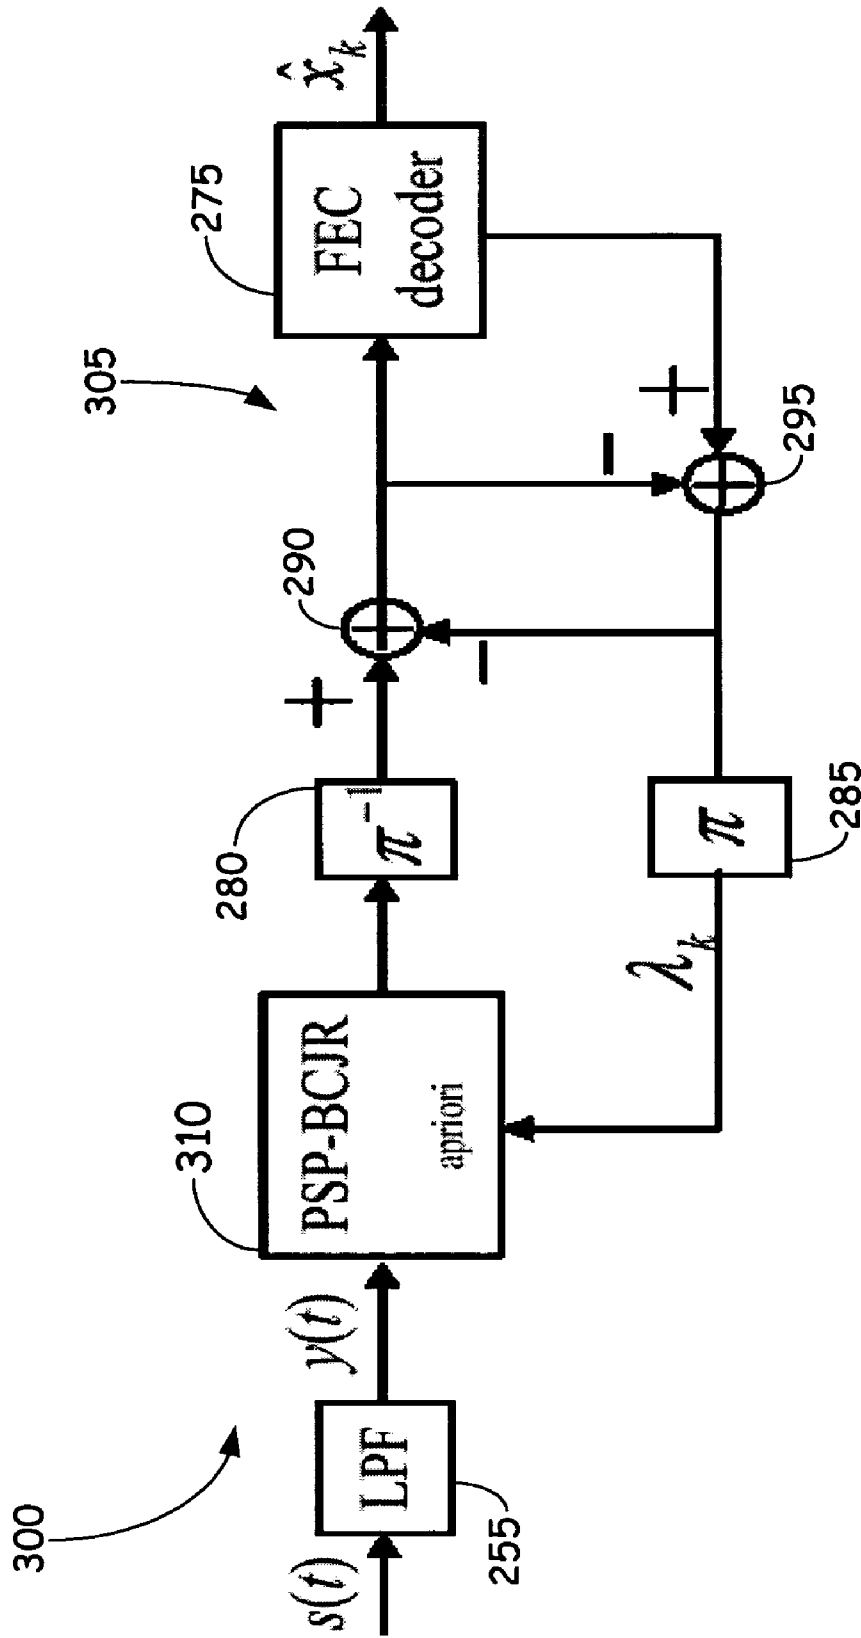 300
305
s(t)
LPF
255
y(t)
310
PSP-BCJR
apriori
280
π⁻¹
+
−
290
275
FEC
decoder
x̂ₖ
−
+
295
π
285
λₖ